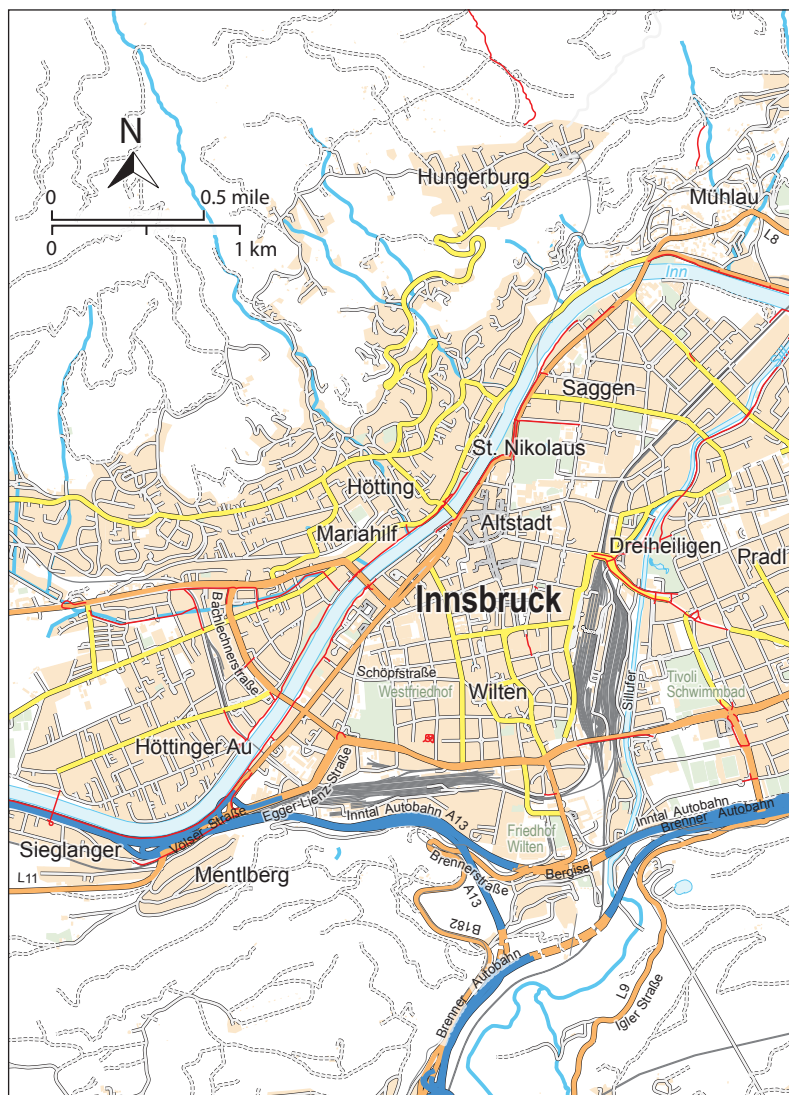 N
0 0.5 mile
0 1 km
Hungerburg
Mühlau
L8
Inn
Saggen
St. Nikolaus
Hötting
Altstadt
Mariahilf
Dreiheiligen
Pradl
Innsbruck
Bachlechnerstraße
Schöpfstraße
Westfriedhof
Wilten
Tivoli
Schwimmbad
Sillufer
Höttinger Au
Egger-Lienz-Straße
Inntal Autobahn A13
Völser Straße
Inntal Autobahn
Brenner Autobahn
Sieglanger
Friedhof
Wilten
L11
Mentlberg
Brennerstraße
A13
Bergisel
B182
Brenner Autobahn
L9
Igler Straße